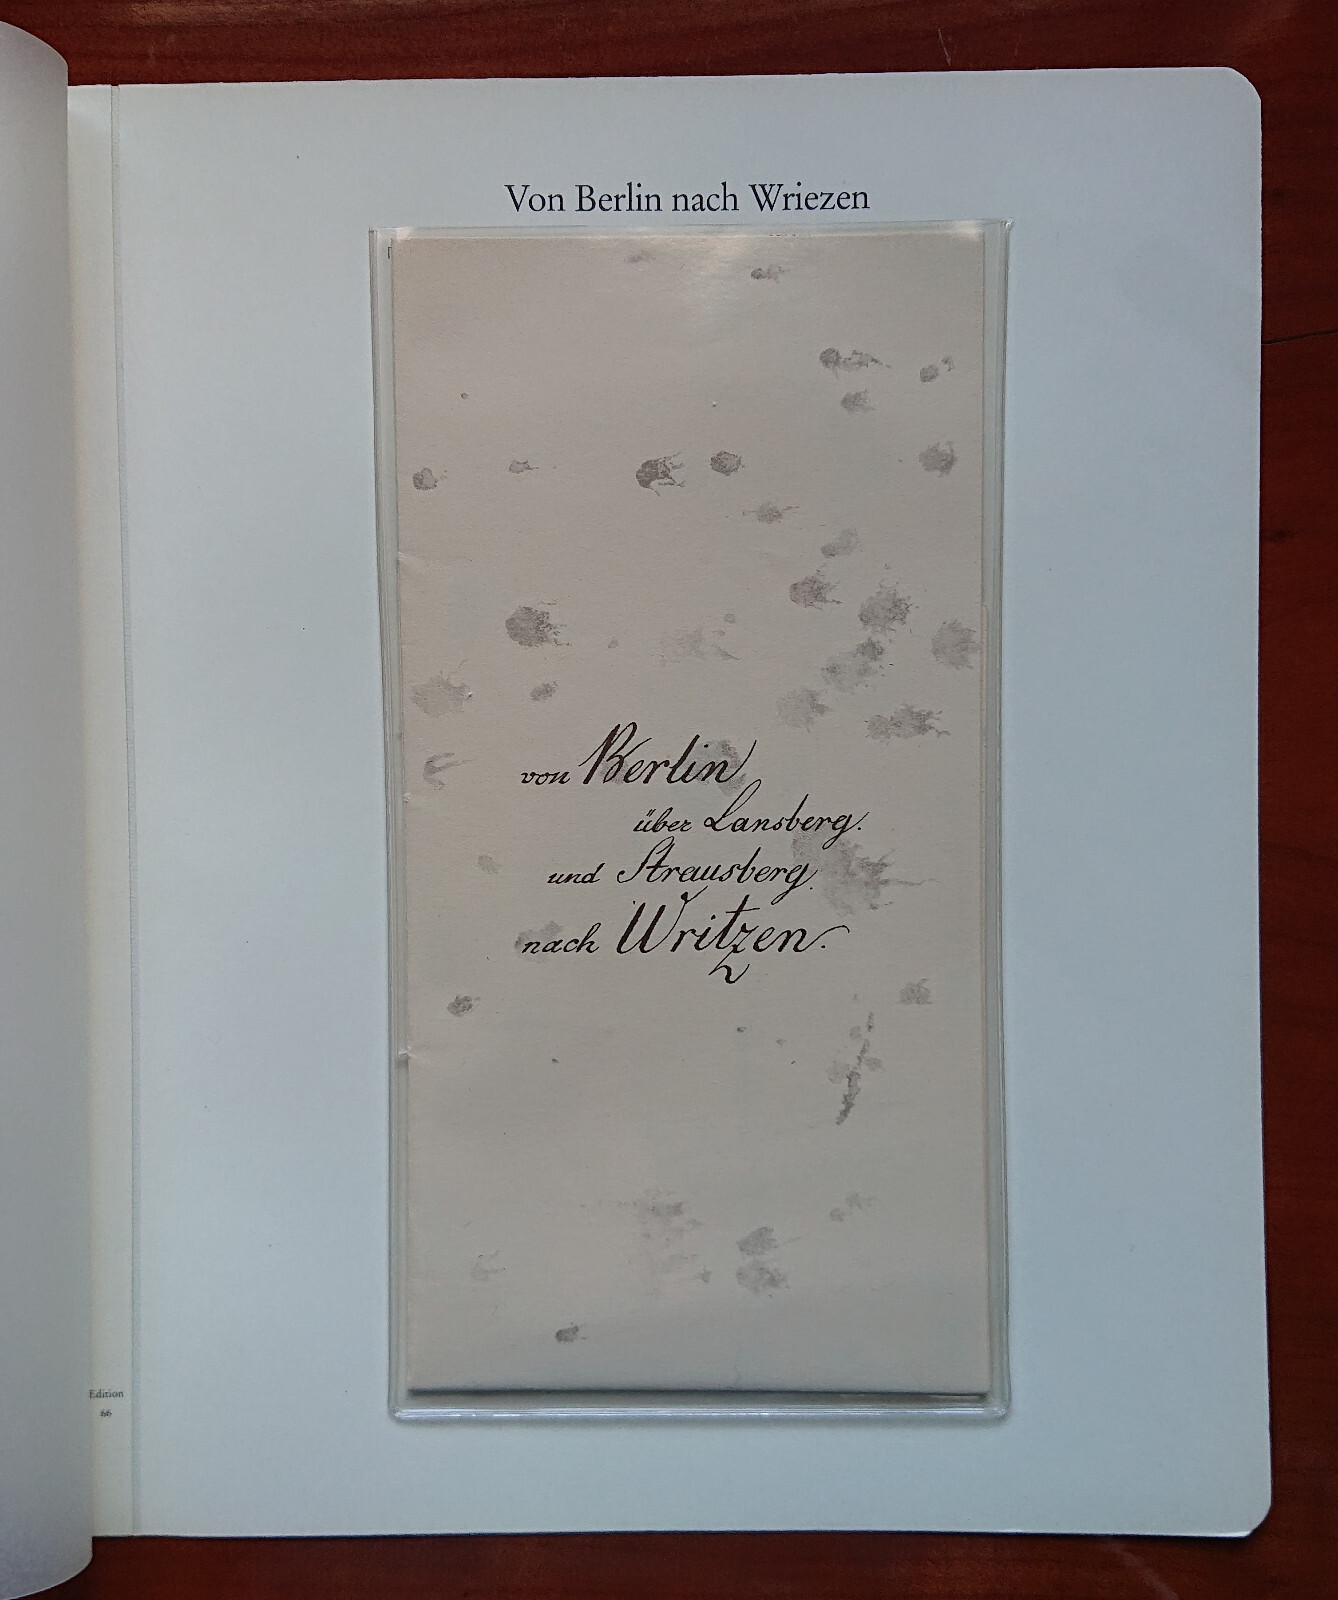 Von Berlin nach Wriezen
von Berlin
über Lansberg.
und Strausberg.
nach Writzen.
Edition
66